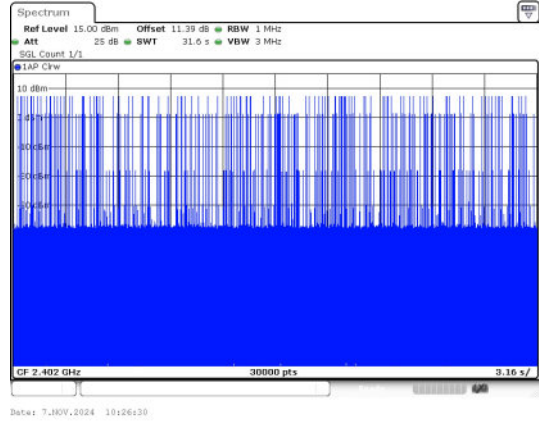 Spectrum
Ref Level 15.00 dBm Offset 11.39 dB RBW 1 MHz
Att 25 dB SWT 31.6 s VBW 3 MHz
SGL Count 1/1
1AP Clrw
10 dBm
CF 2.402 GHz 30000 pts 3.16 s/
Date: 7.NOV.2024 10:26:30